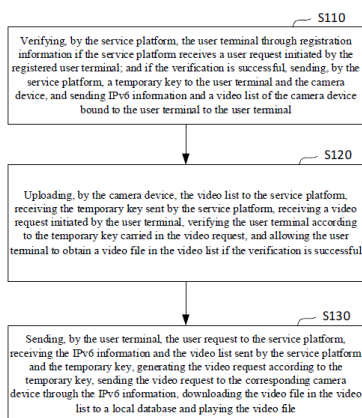 S110
Verifying, by the service platform, the user terminal through registration
information if the service platform receives a user request initiated by the
registered user terminal; and if the verification is successful, sending, by the
service platform, a temporary key to the user terminal and the camera
device, and sending IPv6 information and a video list of the camera device
bound to the user terminal to the user terminal
S120
Uploading, by the camera device, the video list to the service platform,
receiving the temporary key sent by the service platform, receiving a video
request initiated by the user terminal, verifying the user terminal according
to the temporary key carried in the video request, and allowing the user
terminal to obtain a video file in the video list if the verification is successful
S130
Sending, by the user terminal, the user request to the service platform,
receiving the IPv6 information and the video list sent by the service platform
and the temporary key, generating the video request according to the
temporary key, sending the video request to the corresponding camera
device through the IPv6 information, downloading the video file in the video
list to a local database and playing the video file